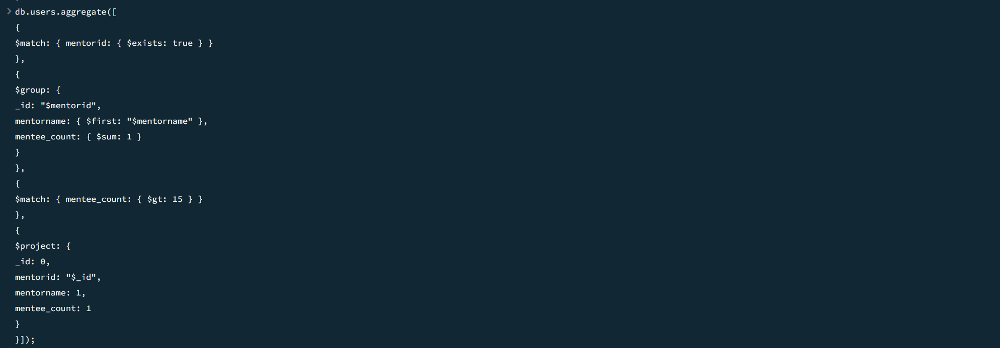 > db.users.aggregate([
{
$match: { mentorid: { $exists: true } }
},
{
$group: {
_id: "$mentorid",
mentorname: { $first: "$mentorname" },
mentee_count: { $sum: 1 }
}
},
{
$match: { mentee_count: { $gt: 15 } }
},
{
$project: {
_id: 0,
mentorid: "$_id",
mentorname: 1,
mentee_count: 1
}
}]);